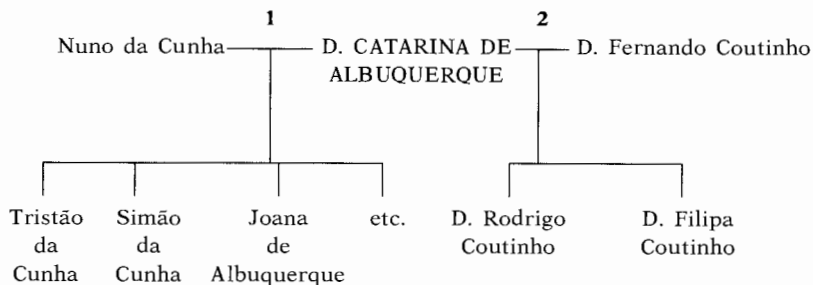 1 2
Nuno da Cunha D. CATARINA DE D. Fernando Coutinho
ALBUQUERQUE
Tristão Simão Joana etc. D. Rodrigo D. Filipa
da da de Coutinho Coutinho
Cunha Cunha Albuquerque